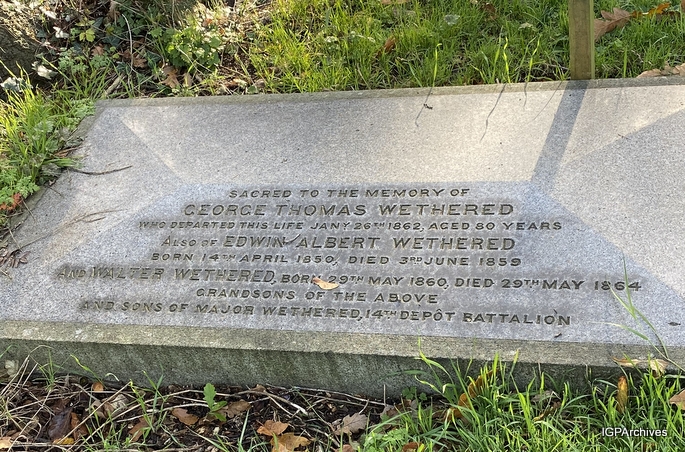 SACRED TO THE MEMORY OF
GEORGE THOMAS WETHERED
WHO DEPARTED THIS LIFE JANY 26TH 1862, AGED 80 YEARS
ALSO OF EDWIN ALBERT WETHERED
BORN 14TH APRIL 1850, DIED 3RD JUNE 1859
AND WALTER WETHERED, BORN 29TH MAY 1860, DIED 29TH MAY 1864
GRANDSONS OF THE ABOVE
AND SONS OF MAJOR WETHERED, 14TH DEPÔT BATTALION
IGPArchives